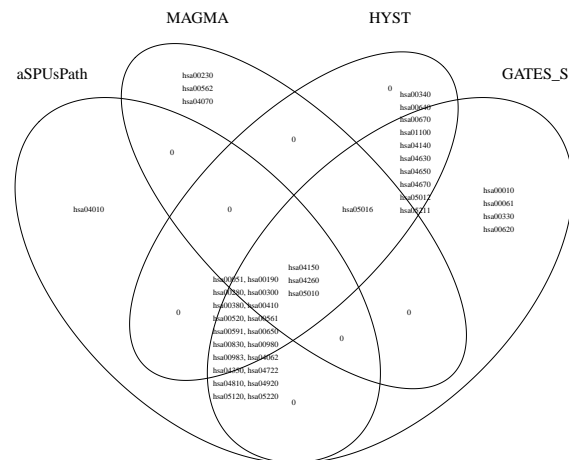 MAGMA
HYST
aSPUsPath
GATES_S
hsa00230
hsa00562
hsa04070
0
hsa00340
hsa00640
hsa00670
hsa01100
hsa04140
hsa04630
hsa04650
hsa04670
hsa05012
hsa05211
0
0
hsa00010
hsa00061
hsa00330
hsa00620
hsa04010
0
hsa05016
hsa04150
hsa04260
hsa05010
hsa00051, hsa00190
hsa00280, hsa00300
hsa00380, hsa00410
hsa00520, hsa00561
hsa00591, hsa00650
hsa00830, hsa00980
hsa00983, hsa04062
hsa04350, hsa04722
hsa04810, hsa04920
hsa05120, hsa05220
0
0
0
0